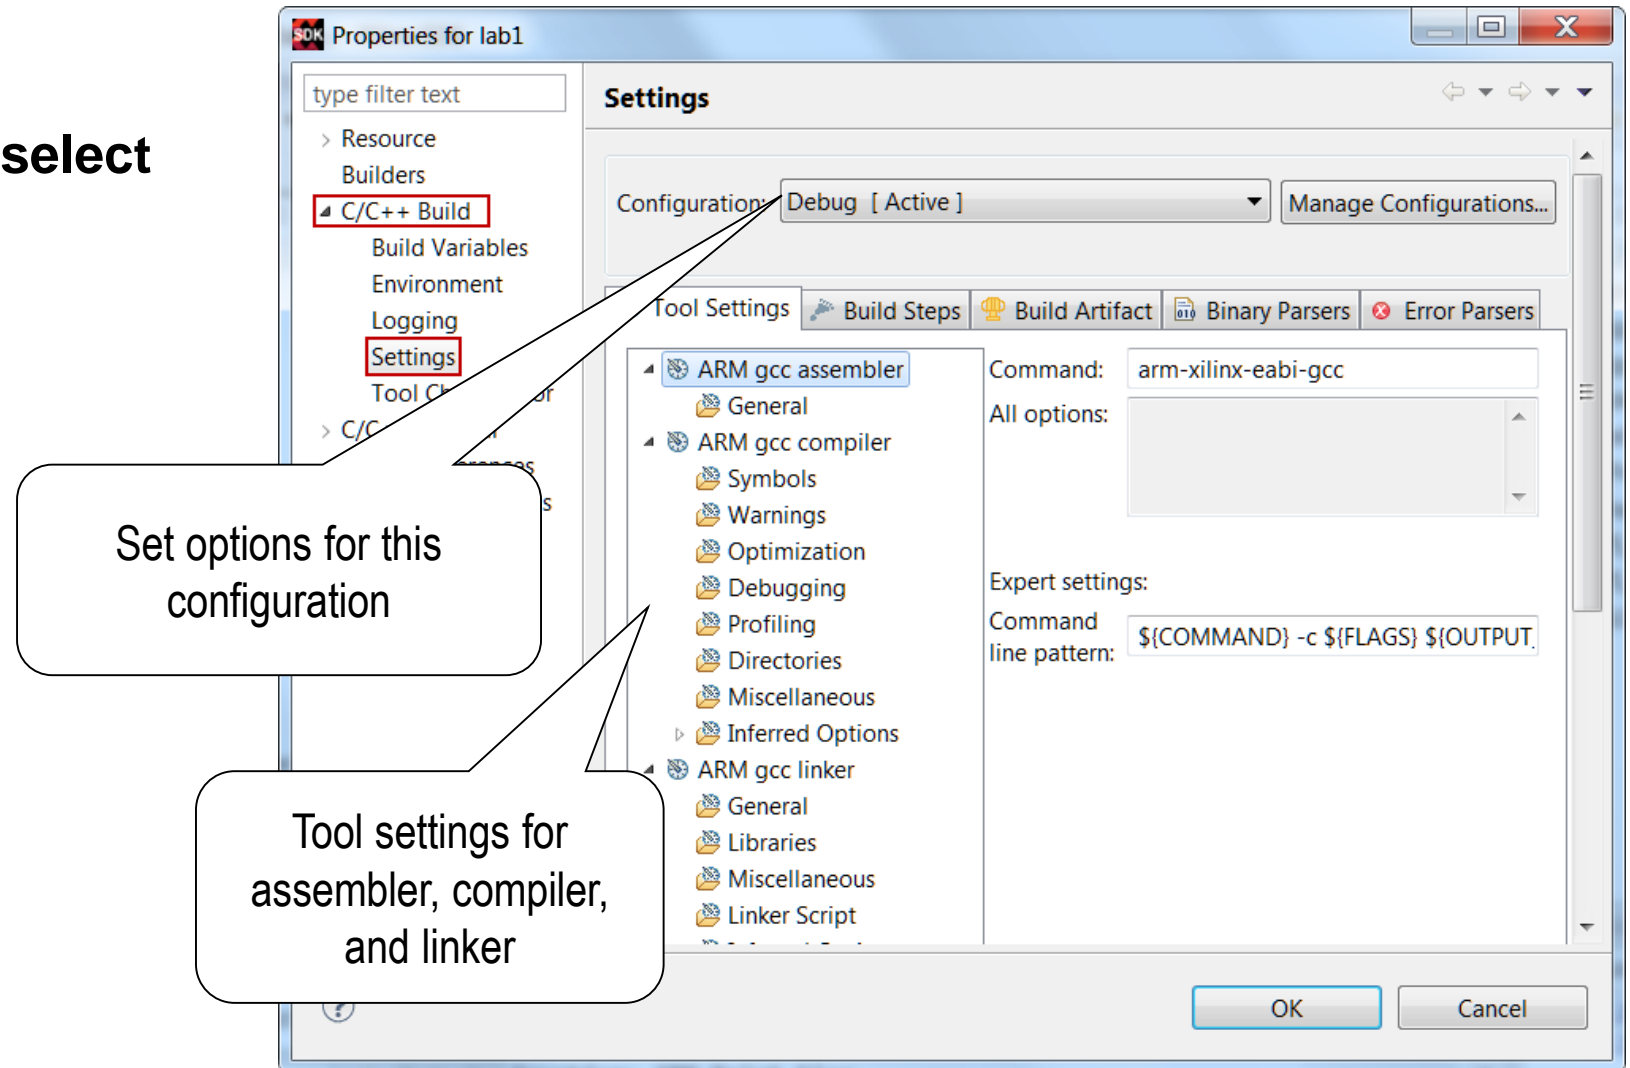 SDK Properties for lab1
select
type filter text
Resource
Builders
C/C++ Build
Build Variables
Environment
Logging
Settings
Settings
Configuration:
Debug [ Active ]
Manage Configurations...
Tool Settings
Build Steps
Build Artifact
Binary Parsers
Error Parsers
ARM gcc assembler
General
ARM gcc compiler
Symbols
Warnings
Optimization
Debugging
Profiling
Directories
Miscellaneous
Inferred Options
ARM gcc linker
General
Libraries
Miscellaneous
Linker Script
Command:
arm-xilinx-eabi-gcc
All options:
Expert settings:
Command
line pattern:
${COMMAND} -c ${FLAGS} ${OUTPUT_
Set options for this
configuration
Tool settings for
assembler, compiler,
and linker
OK
Cancel